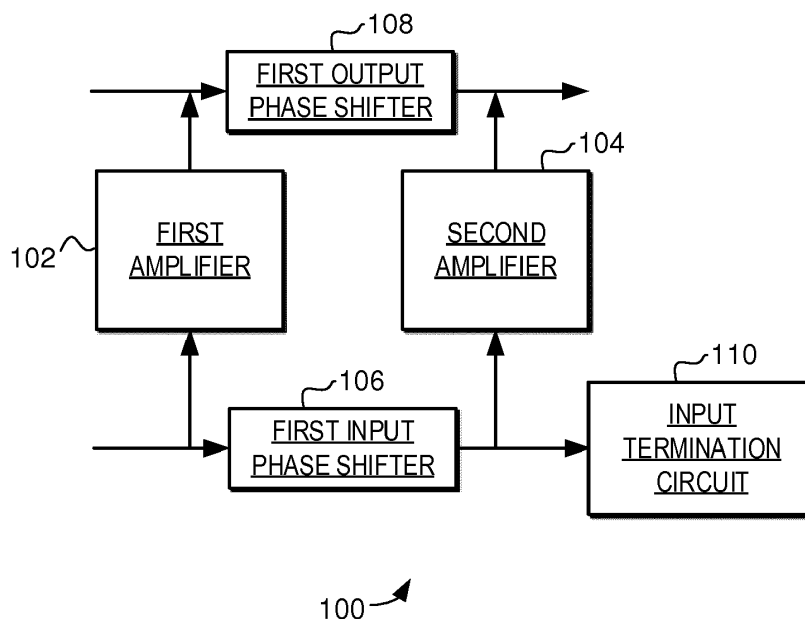 108
FIRST OUTPUT
PHASE SHIFTER
104
FIRST
AMPLIFIER
SECOND
AMPLIFIER
102
110
106
FIRST INPUT
PHASE SHIFTER
INPUT
TERMINATION
CIRCUIT
100